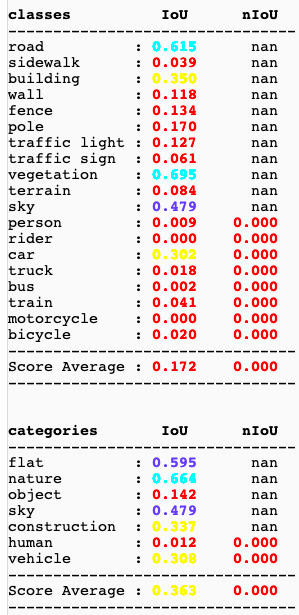 classes IoU nIoU
--------------------------------
road : 0.615 nan
sidewalk : 0.039 nan
building : 0.350 nan
wall : 0.118 nan
fence : 0.134 nan
pole : 0.170 nan
traffic light : 0.127 nan
traffic sign : 0.061 nan
vegetation : 0.695 nan
terrain : 0.084 nan
sky : 0.479 nan
person : 0.009 0.000
rider : 0.000 0.000
car : 0.302 0.000
truck : 0.018 0.000
bus : 0.002 0.000
train : 0.041 0.000
motorcycle : 0.000 0.000
bicycle : 0.020 0.000
--------------------------------
Score Average : 0.172 0.000
--------------------------------
categories IoU nIoU
--------------------------------
flat : 0.595 nan
nature : 0.664 nan
object : 0.142 nan
sky : 0.479 nan
construction : 0.337 nan
human : 0.012 0.000
vehicle : 0.308 0.000
--------------------------------
Score Average : 0.363 0.000
--------------------------------